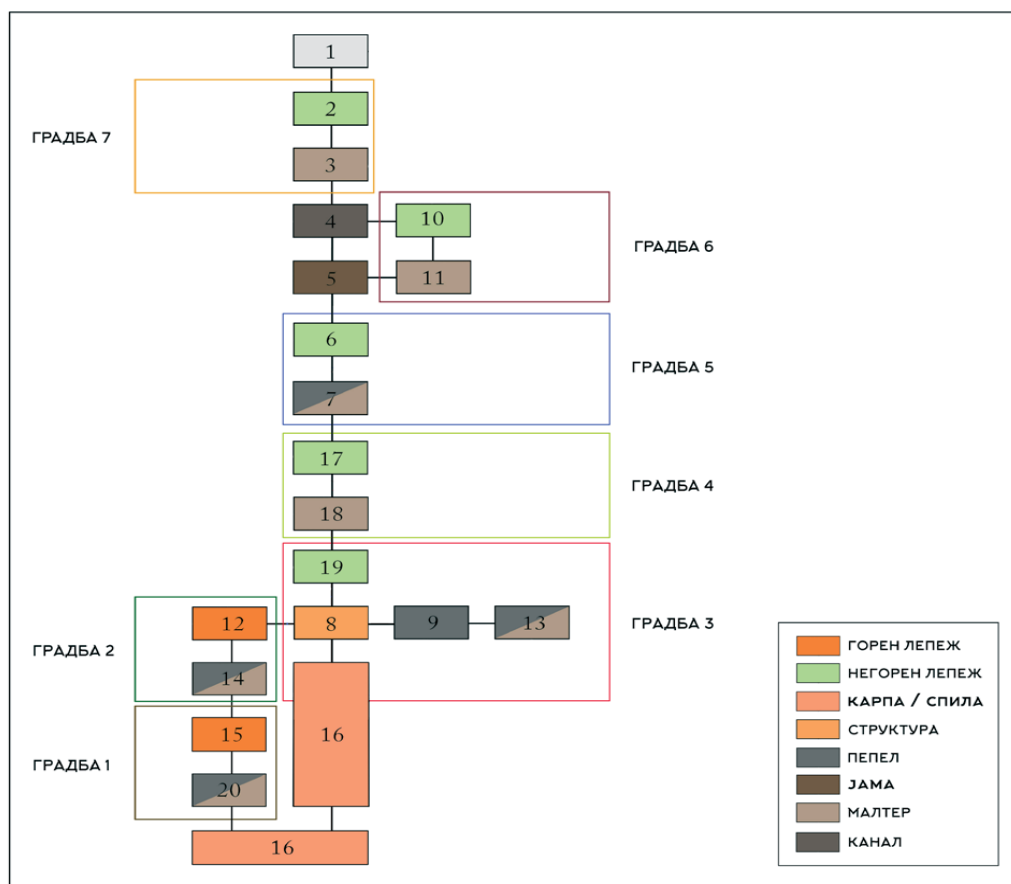 1
2
ГРАДБА 7
3
4
10
ГРАДБА 6
5
11
6
ГРАДБА 5
7
17
ГРАДБА 4
18
19
12
8
9
13
ГРАДБА 3
ГРАДБА 2
14
15
16
ГРАДБА 1
20
16
ГОРЕН ЛЕПЕЖ
НЕГОРЕН ЛЕПЕЖ
КАРПА / СПИЛА
СТРУКТУРА
ПЕПЕЛ
ЈАМА
МАЛТЕР
КАНАЛ